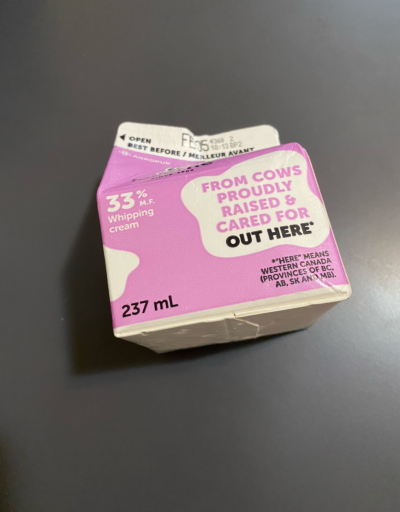 OPEN
BEST BEFORE / MEILLEUR AVANT
33% M.F.
Whipping
cream
FROM COWS
PROUDLY
RAISED &
CARED FOR
OUT HERE*
*"HERE" MEANS
WESTERN CANADA
(PROVINCES OF BC,
AB, SK AND MB).
237 mL